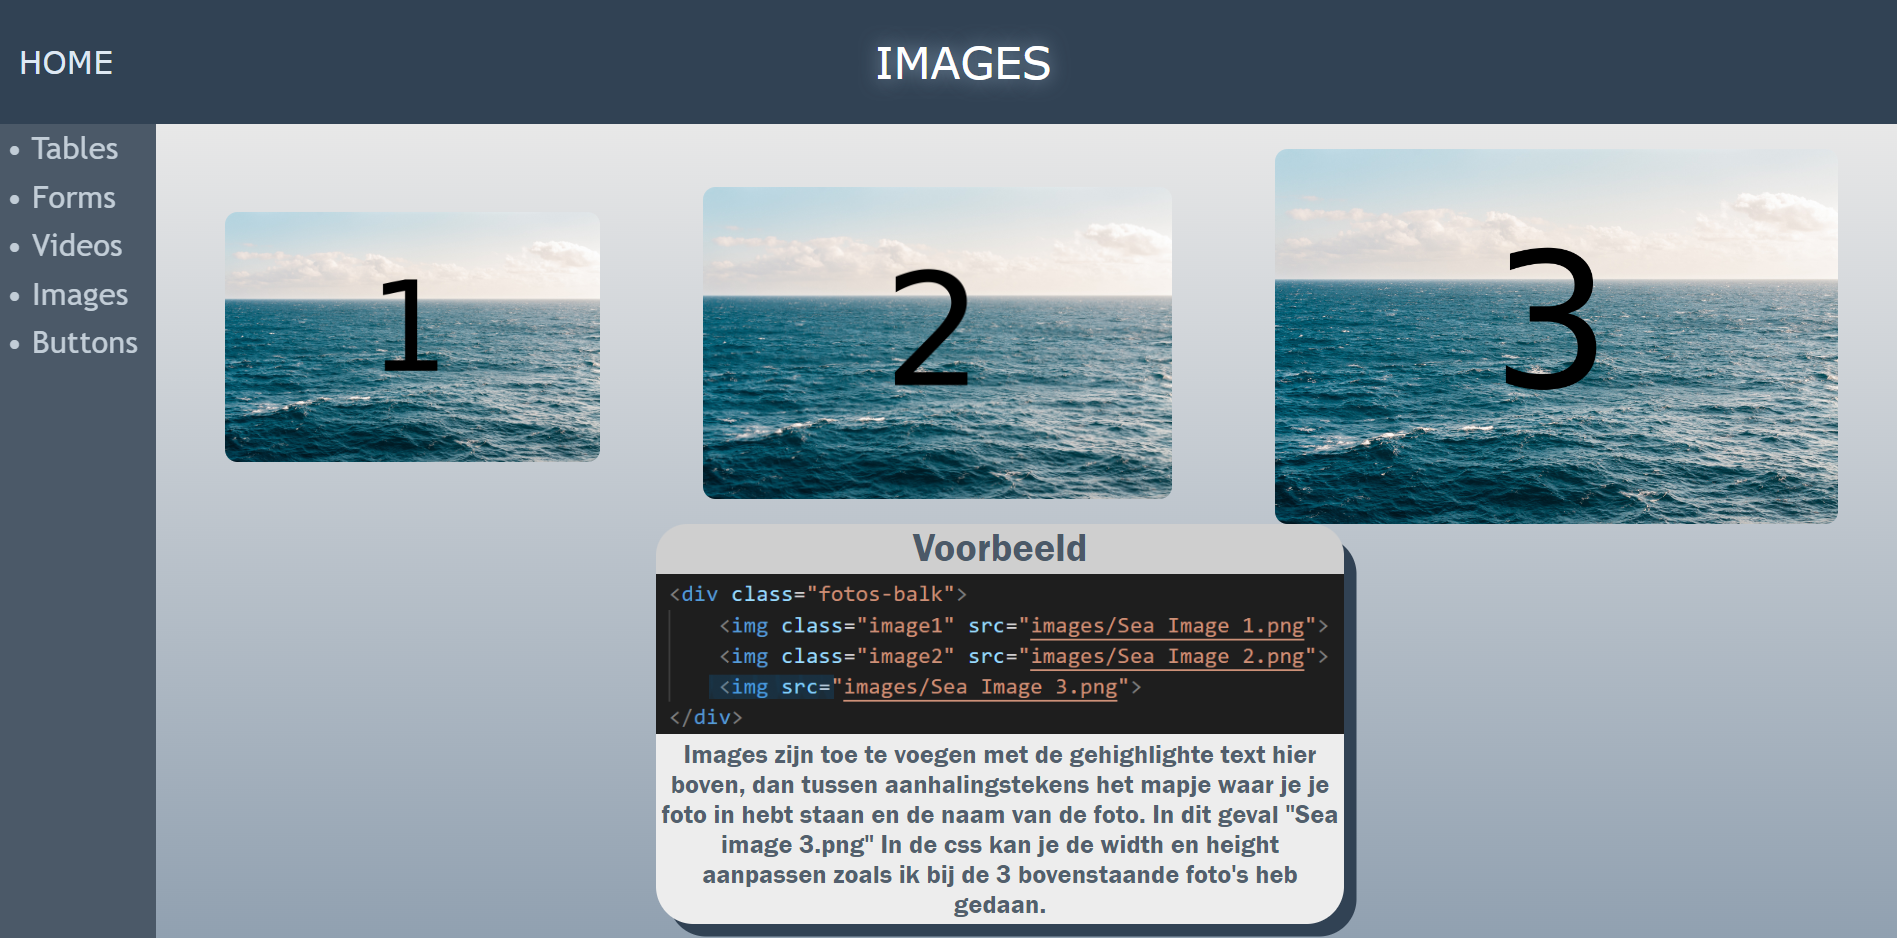 HOME
IMAGES
• Tables
• Forms
• Videos
• Images
• Buttons
1
2
3
Voorbeeld
<div class="fotos-balk">
<img class="image1" src="images/Sea Image 1.png">
<img class="image2" src="images/Sea Image 2.png">
<img src="images/Sea Image 3.png">
</div>
Images zijn toe te voegen met de gehighlighte text hier
boven, dan tussen aanhalingstekens het mapje waar je je
foto in hebt staan en de naam van de foto. In dit geval "Sea
image 3.png" In de css kan je de width en height
aanpassen zoals ik bij de 3 bovenstaande foto's heb
gedaan.